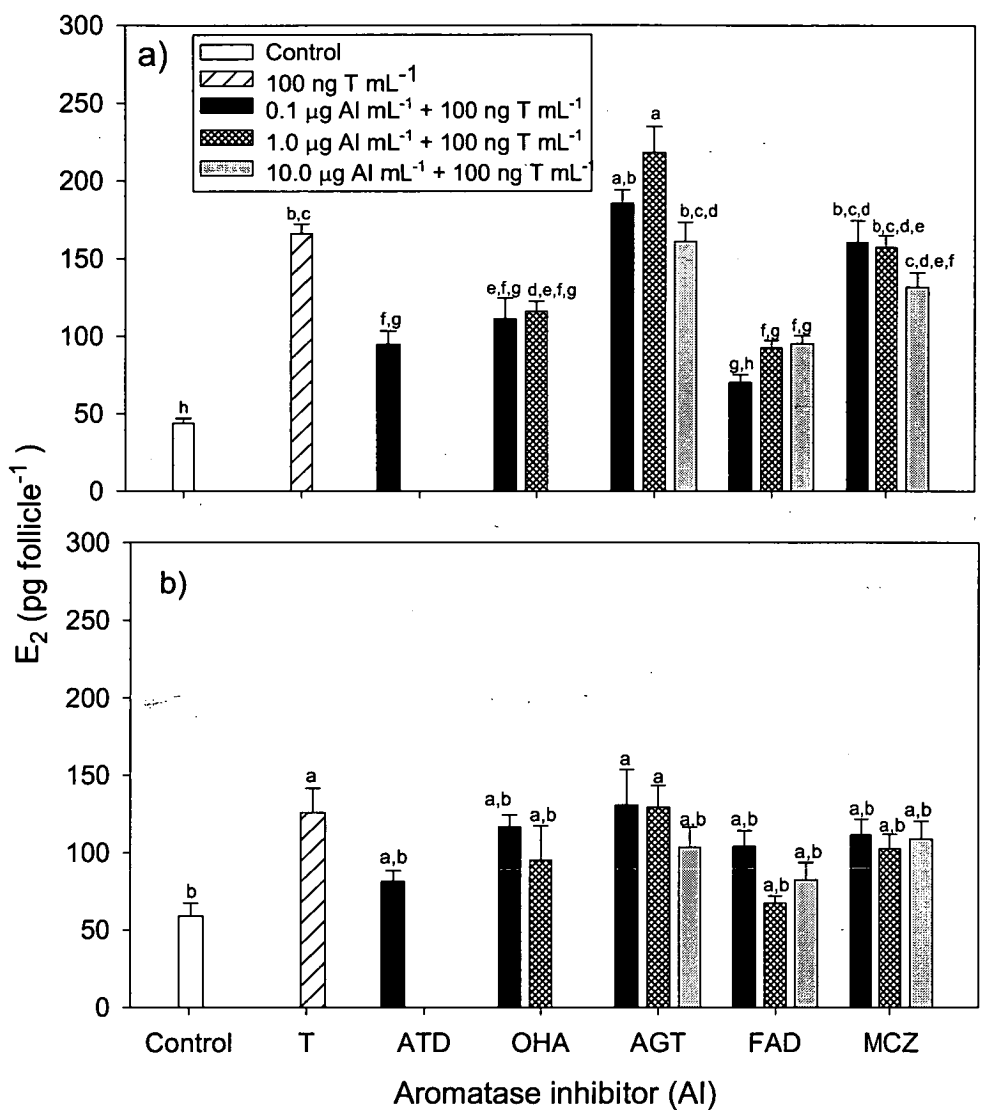 E₂ (pg follicle⁻¹)
300
250
200
150
100
50
0
a)
Control
100 ng T mL⁻¹
0.1 µg AI mL⁻¹ + 100 ng T mL⁻¹
1.0 µg AI mL⁻¹ + 100 ng T mL⁻¹
10.0 µg AI mL⁻¹ + 100 ng T mL⁻¹
h
b,c
f,g
e,f,g
d,e,f,g
a,b
a
b,c,d
g,h
f,g
f,g
b,c,d
b,c,d,e
c,d,e,f
300
250
200
150
100
50
0
b)
b
a
a,b
a,b
a,b
a
a
a,b
a,b
a,b
a,b
a,b
a,b
a,b
Control T ATD OHA AGT FAD MCZ
Aromatase inhibitor (AI)